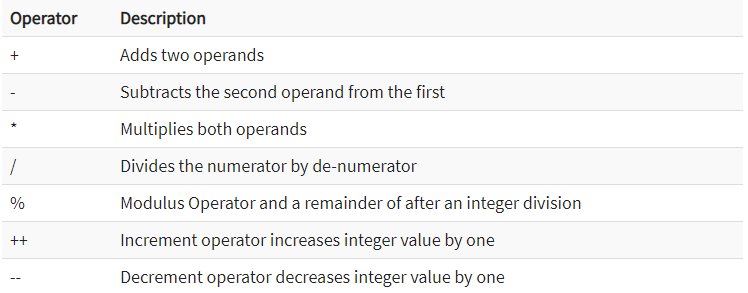 Operator Description
+ Adds two operands
- Subtracts the second operand from the first
* Multiplies both operands
/ Divides the numerator by de-numerator
% Modulus Operator and a remainder of after an integer division
++ Increment operator increases integer value by one
-- Decrement operator decreases integer value by one